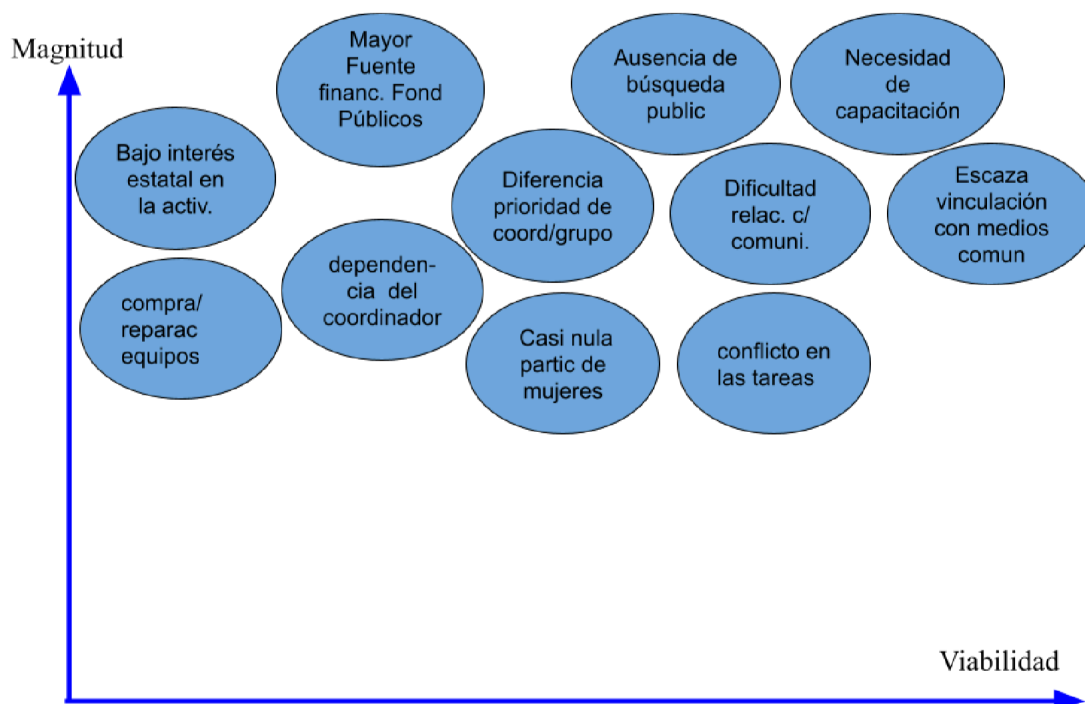 Magnitud
Mayor
Fuente
financ. Fond
Públicos
Ausencia de
búsqueda
public
Necesidad
de
capacitación
Bajo interés
estatal en
la activ.
Diferencia
prioridad de
coord/grupo
Dificultad
relac. c/
comuni.
Escaza
vinculación
con medios
comun
compra/
reparac
equipos
dependen-
cia del
coordinador
Casi nula
partic de
mujeres
conflicto en
las tareas
Viabilidad